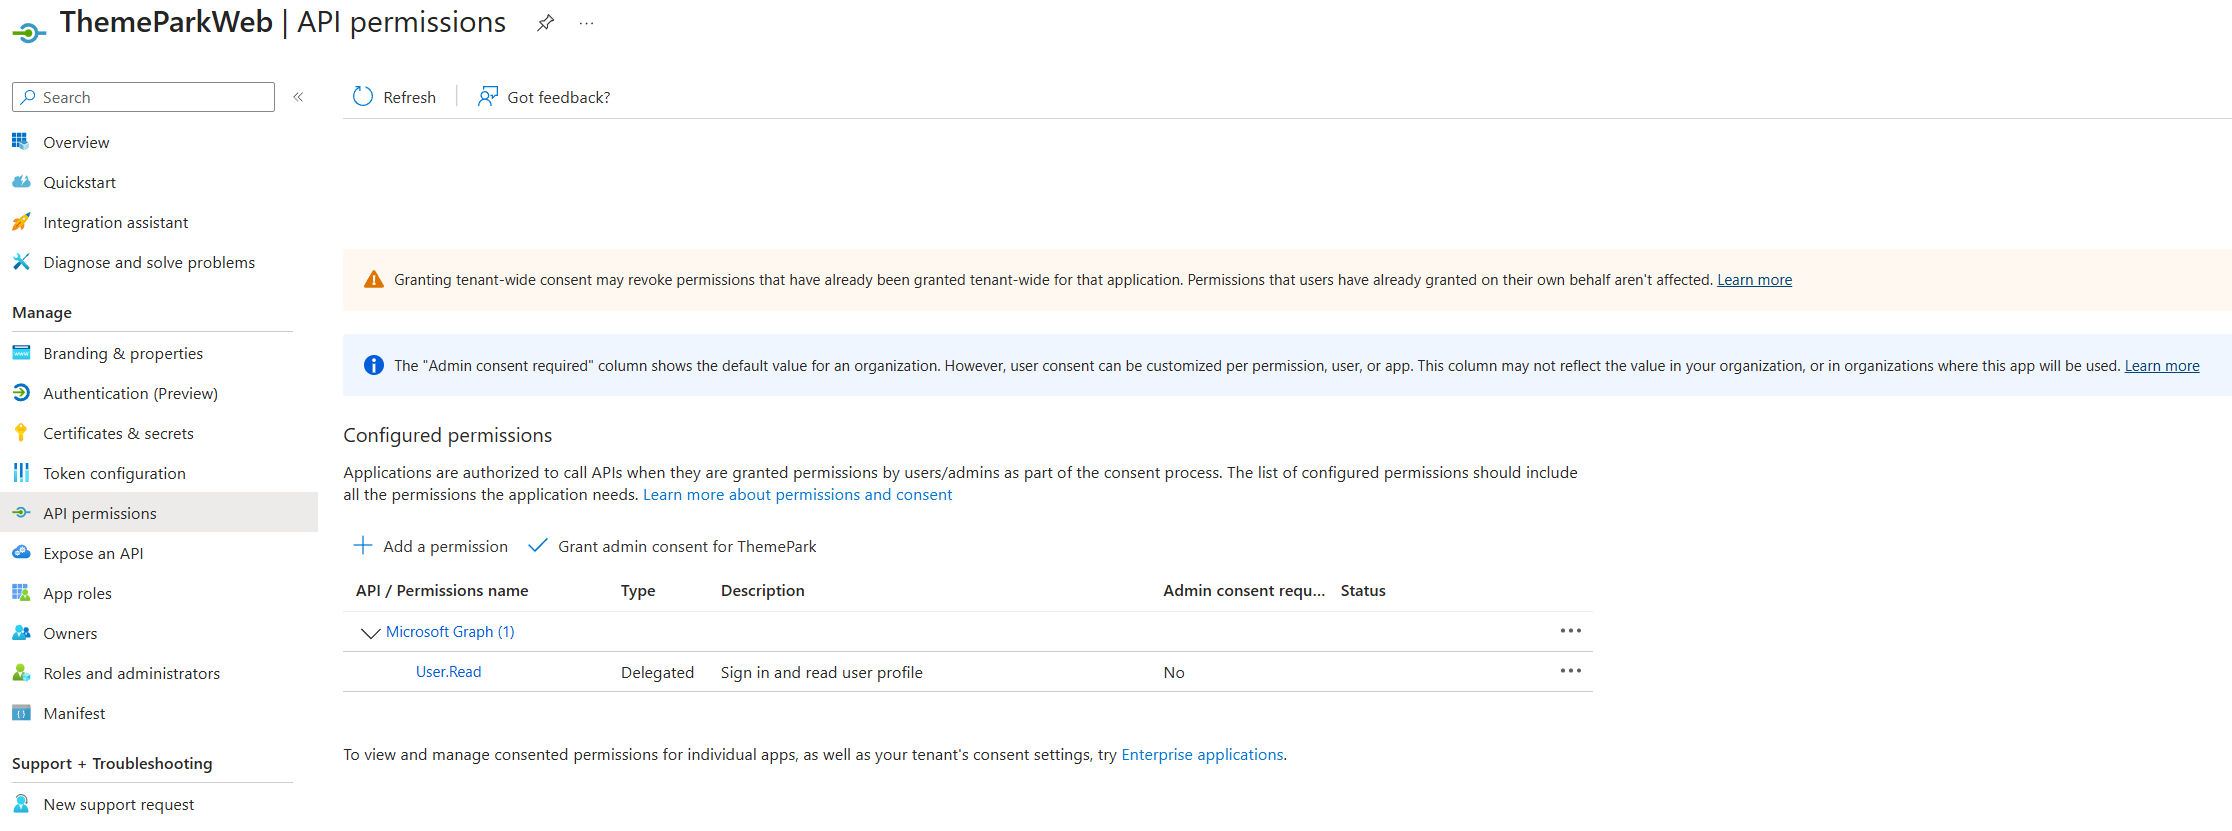 ThemeParkWeb | API permissions
Search
Refresh
Got feedback?
Overview
Quickstart
Integration assistant
Diagnose and solve problems
Manage
Branding & properties
Authentication (Preview)
Certificates & secrets
Token configuration
API permissions
Expose an API
App roles
Owners
Roles and administrators
Manifest
Support + Troubleshooting
New support request
Granting tenant-wide consent may revoke permissions that have already been granted tenant-wide for that application. Permissions that users have already granted on their own behalf aren't affected. Learn more
The "Admin consent required" column shows the default value for an organization. However, user consent can be customized per permission, user, or app. This column may not reflect the value in your organization, or in organizations where this app will be used. Learn more
Configured permissions
Applications are authorized to call APIs when they are granted permissions by users/admins as part of the consent process. The list of configured permissions should include
all the permissions the application needs. Learn more about permissions and consent
Add a permission
Grant admin consent for ThemePark
API / Permissions name Type Description Admin consent requ... Status
Microsoft Graph (1)
User.Read Delegated Sign in and read user profile No
To view and manage consented permissions for individual apps, as well as your tenant's consent settings, try Enterprise applications.